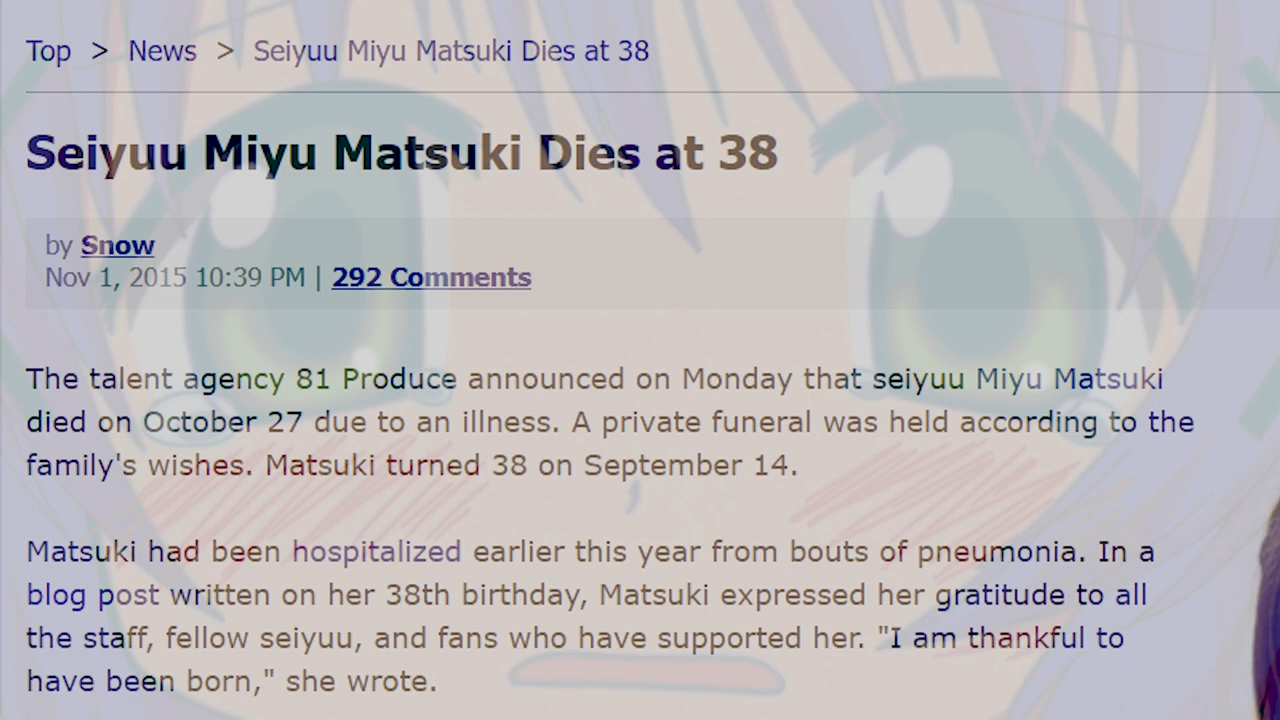 Top > News > Seiyuu Miyu Matsuki Dies at 38
Seiyuu Miyu Matsuki Dies at 38
by Snow
Nov 1, 2015 10:39 PM | 292 Comments
The talent agency 81 Produce announced on Monday that seiyuu Miyu Matsuki
died on October 27 due to an illness. A private funeral was held according to the
family's wishes. Matsuki turned 38 on September 14.
Matsuki had been hospitalized earlier this year from bouts of pneumonia. In a
blog post written on her 38th birthday, Matsuki expressed her gratitude to all
the staff, fellow seiyuu, and fans who have supported her. "I am thankful to
have been born," she wrote.